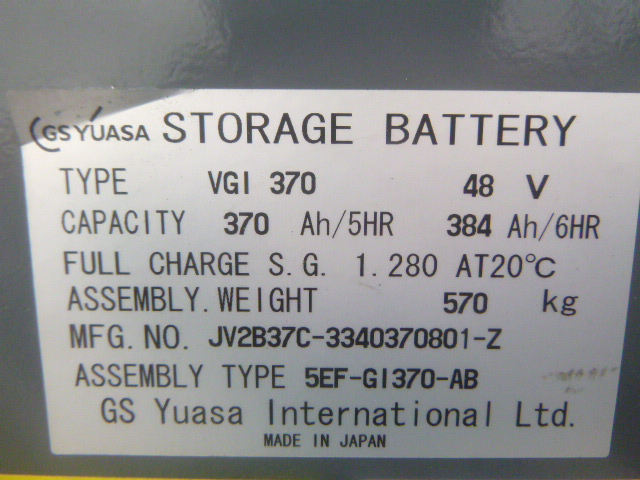 GS YUASA STORAGE BATTERY
TYPE VGI 370 48 V
CAPACITY 370 Ah/5HR 384 Ah/6HR
FULL CHARGE S.G. 1.280 AT20℃
ASSEMBLY.WEIGHT 570 kg
MFG.NO. JV2B37C-3340370801-Z
ASSEMBLY TYPE 5EF-GI370-AB
GS Yuasa International Ltd.
MADE IN JAPAN